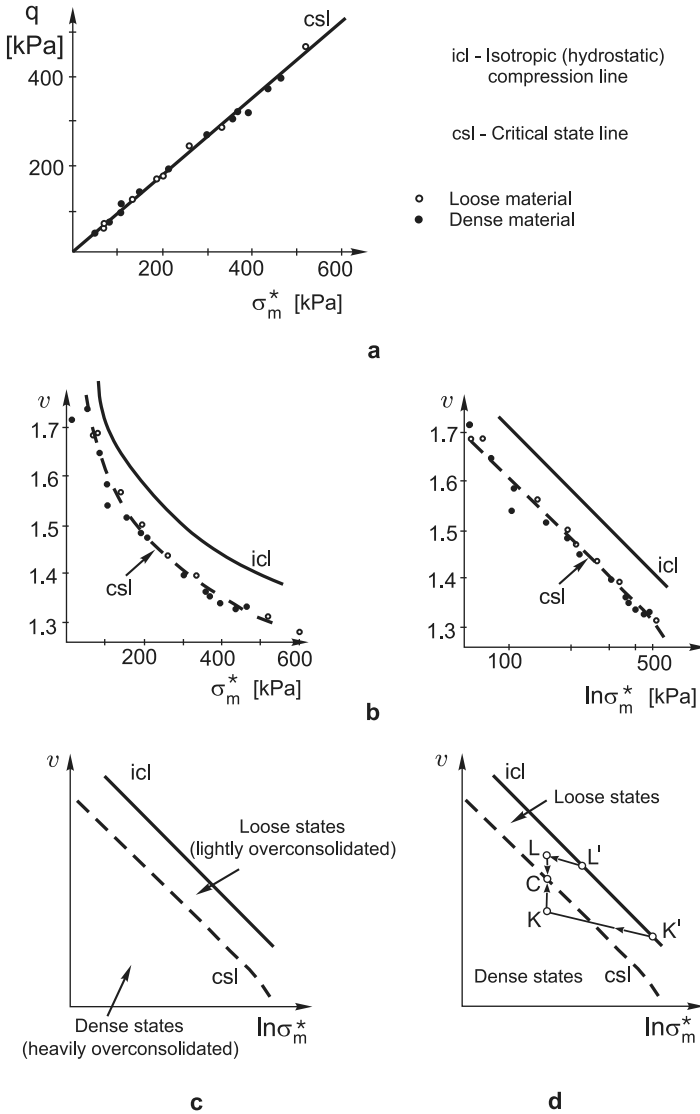 q
[kPa]
csl
400
200
200
400
600
σ*m [kPa]
icl - Isotropic (hydrostatic)
compression line
csl - Critical state line
Loose material
Dense material
a
v
1.7
1.6
1.5
1.4
1.3
icl
csl
200
400
600
σ*m [kPa]
v
1.7
1.6
1.5
1.4
1.3
icl
csl
100
500
lnσ*m [kPa]
b
v
icl
Loose states
(lightly overconsolidated)
csl
Dense states
(heavily overconsolidated)
lnσ*m
c
v
icl
Loose states
L
L'
C
K
K'
Dense states
csl
lnσ*m
d